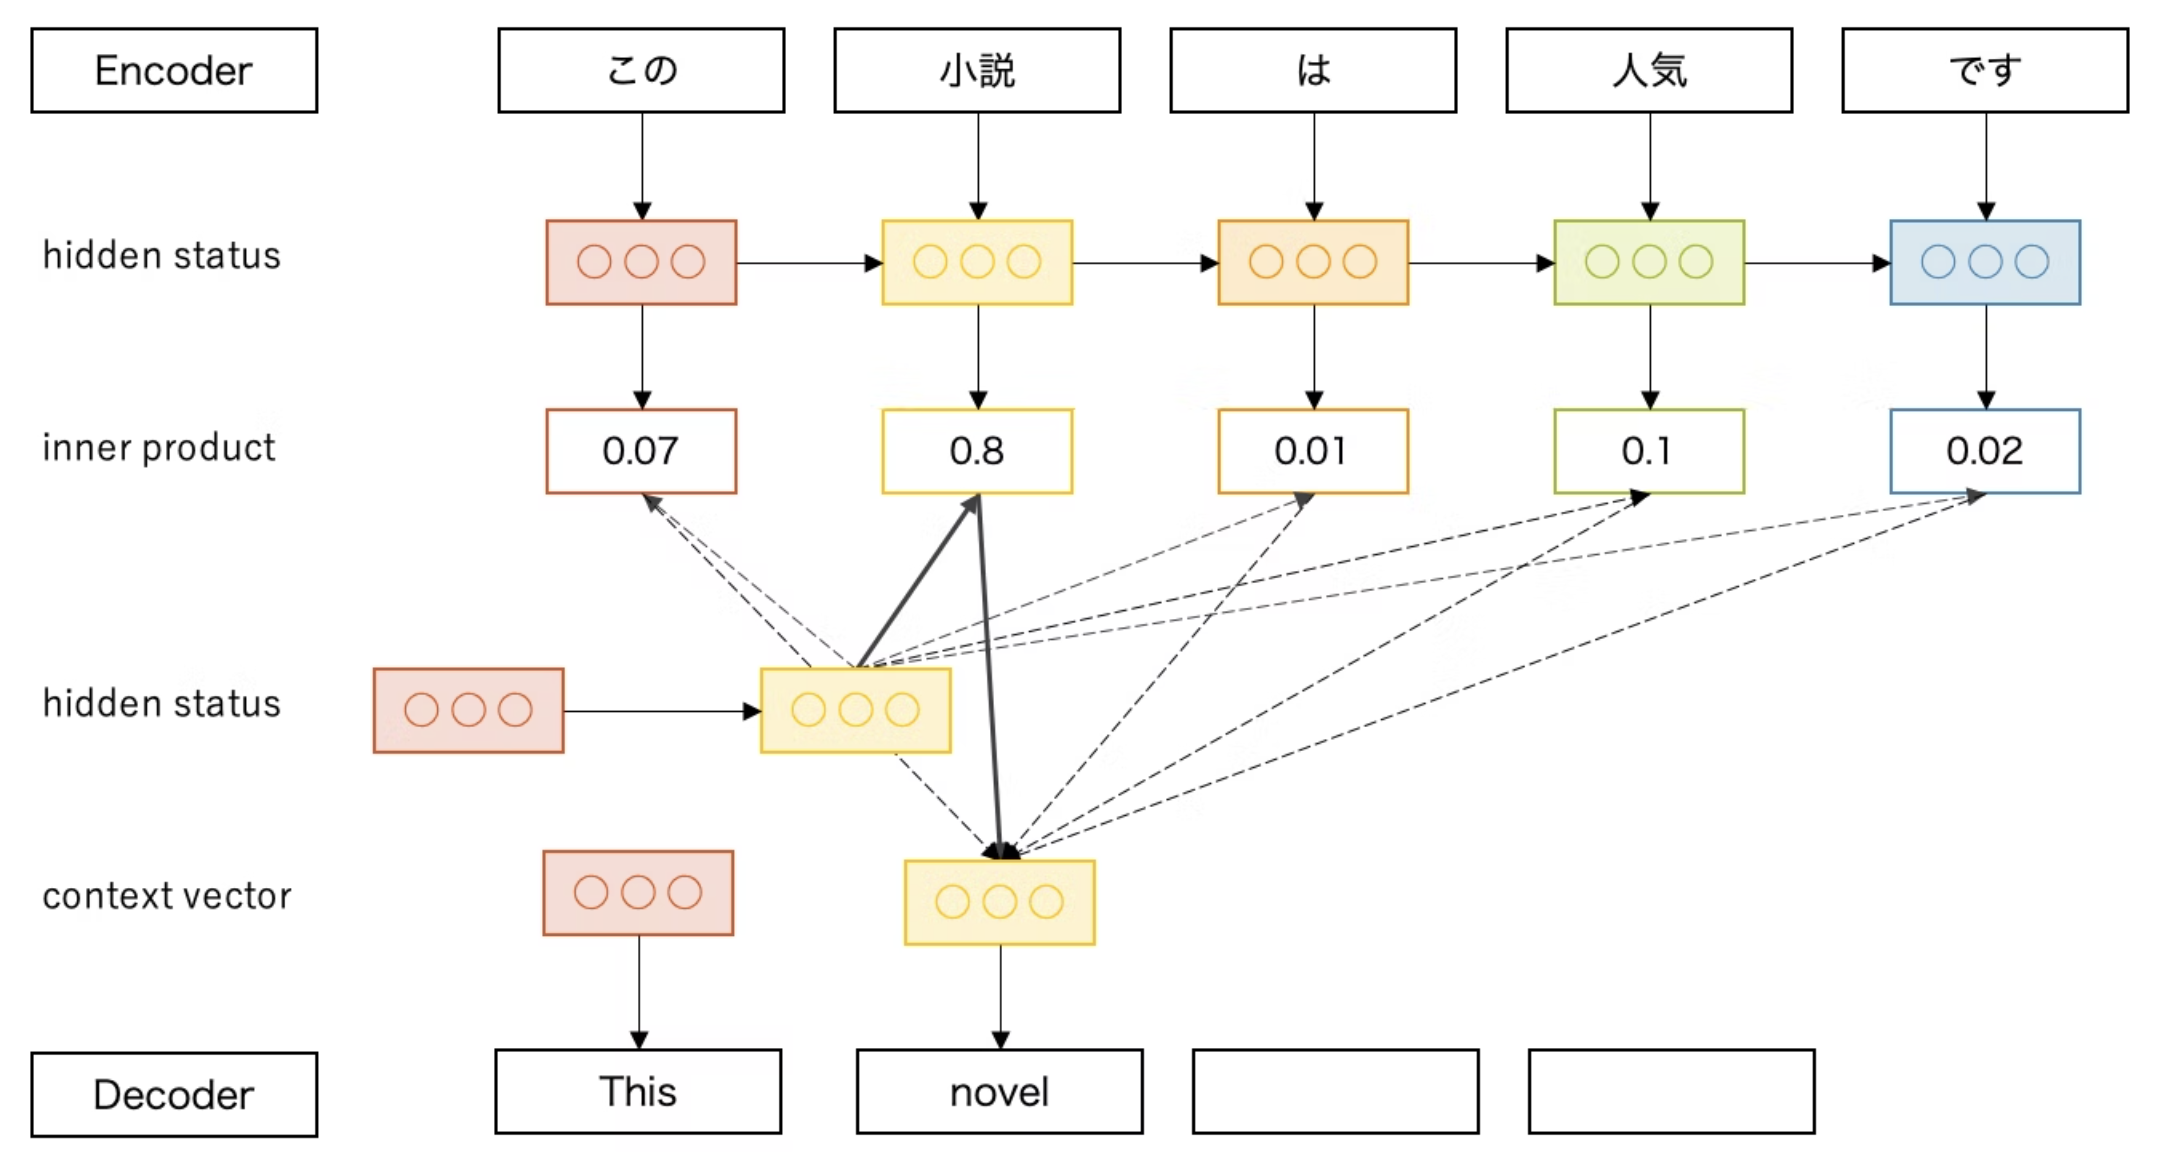 Encoder
この
小説
は
人気
です
hidden status
inner product
0.07
0.8
0.01
0.1
0.02
hidden status
context vector
Decoder
This
novel